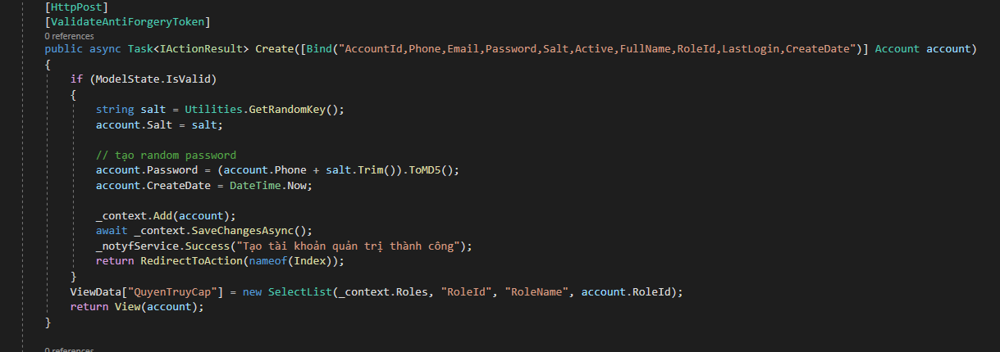 [HttpPost]
[ValidateAntiForgeryToken]
0 references
public async Task<IActionResult> Create([Bind("AccountId,Phone,Email,Password,Salt,Active,FullName,RoleId,LastLogin,CreateDate")] Account account)
{
if (ModelState.IsValid)
{
string salt = Utilities.GetRandomKey();
account.Salt = salt;
// tạo random password
account.Password = (account.Phone + salt.Trim()).ToMD5();
account.CreateDate = DateTime.Now;
_context.Add(account);
await _context.SaveChangesAsync();
_notyfService.Success("Tạo tài khoản quản trị thành công");
return RedirectToAction(nameof(Index));
}
ViewData["QuyenTruyCap"] = new SelectList(_context.Roles, "RoleId", "RoleName", account.RoleId);
return View(account);
}
0 references